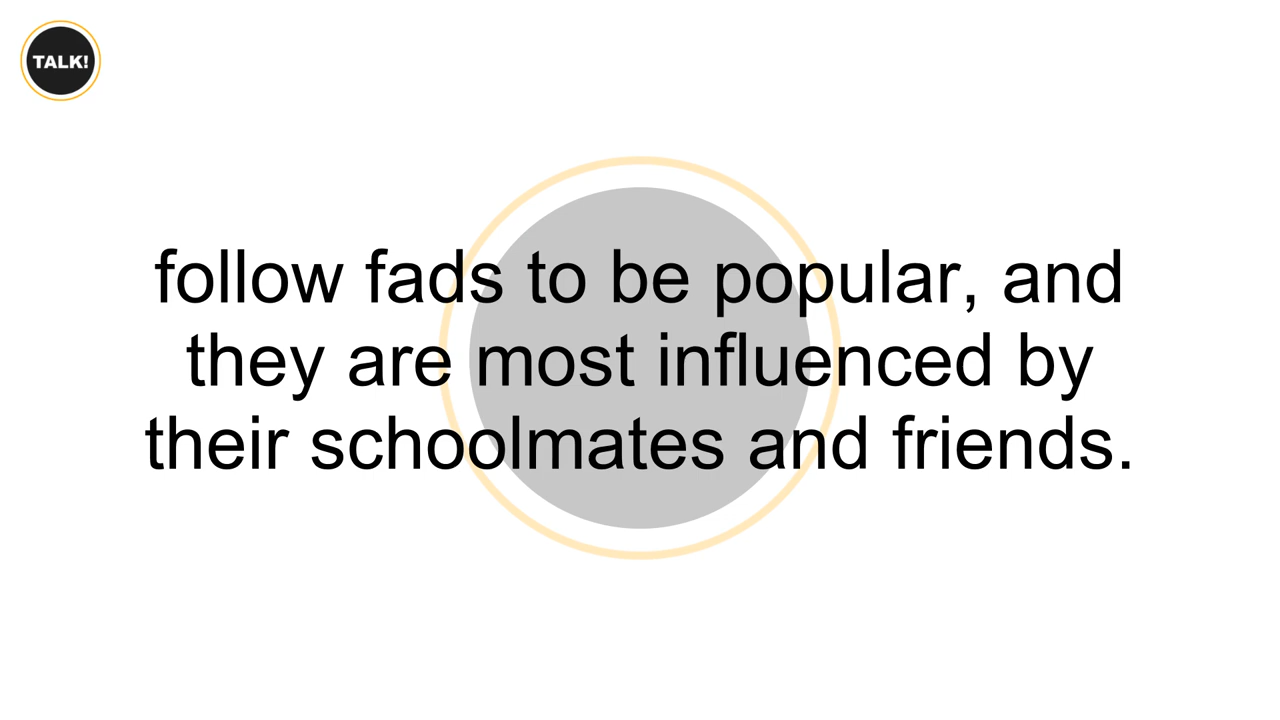 TALK!
follow fads to be popular, and
they are most influenced by
their schoolmates and friends.